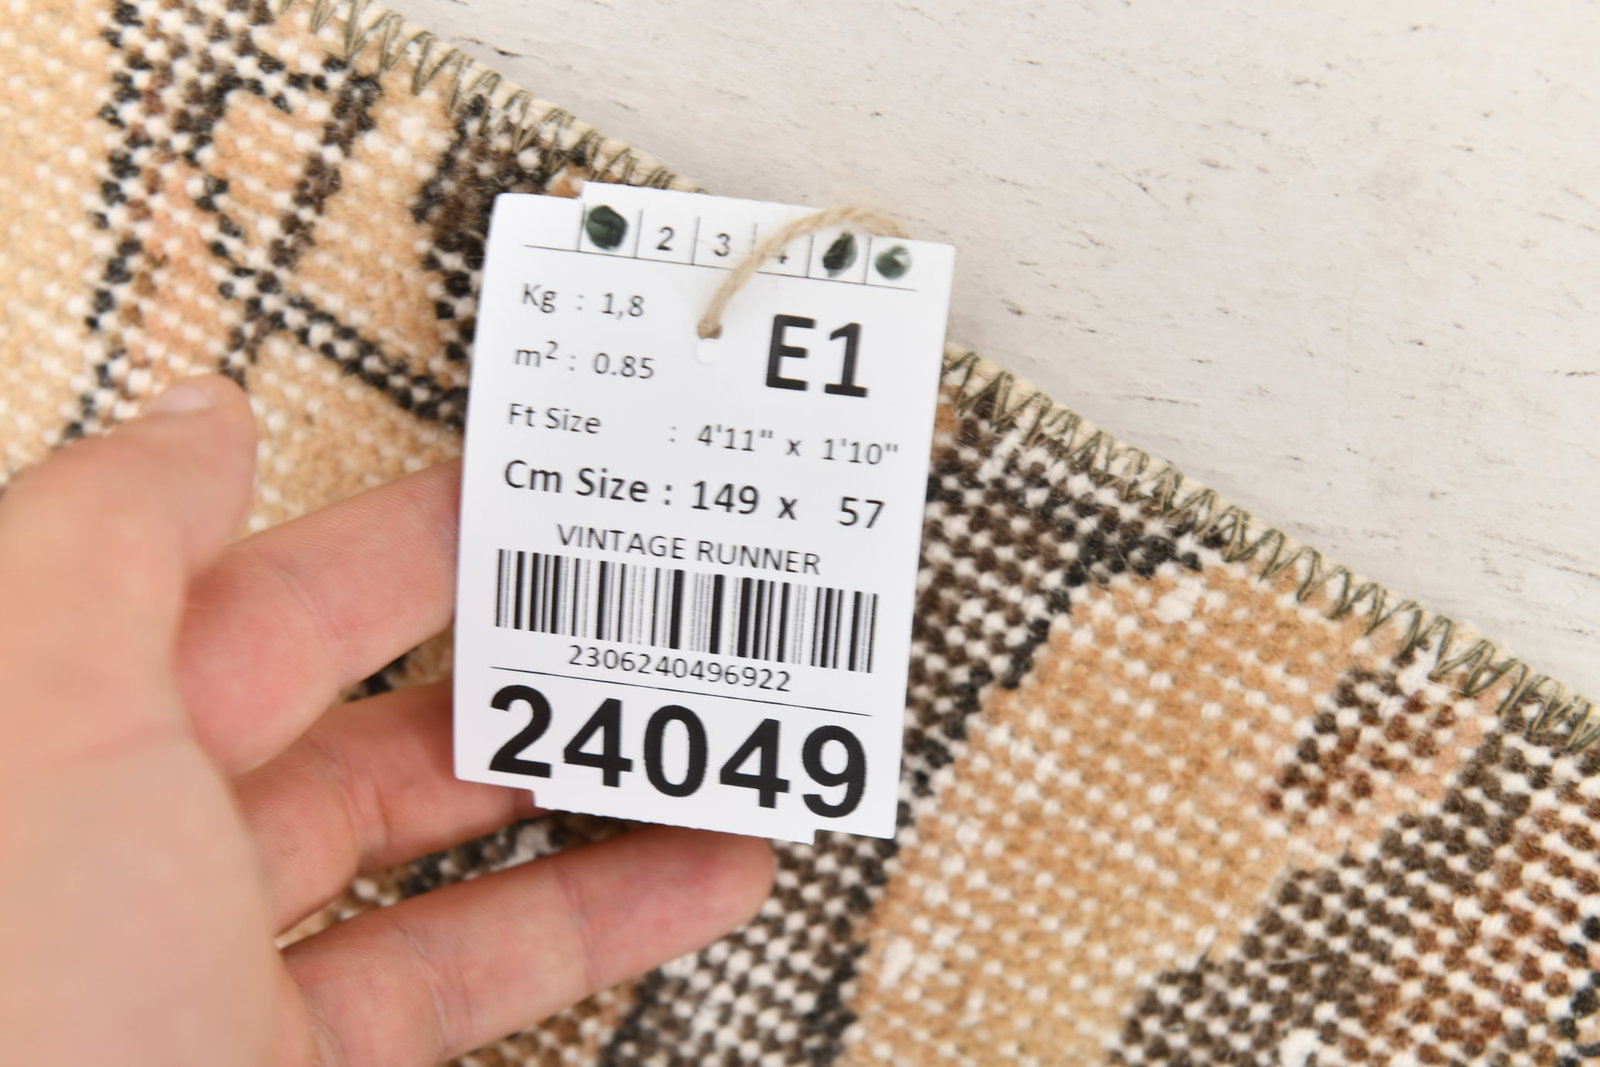 2 3 4
Kg : 1,8
E1
m² : 0.85
Ft Size : 4'11" x 1'10"
Cm Size : 149 x 57
VINTAGE RUNNER
2306240496922
24049